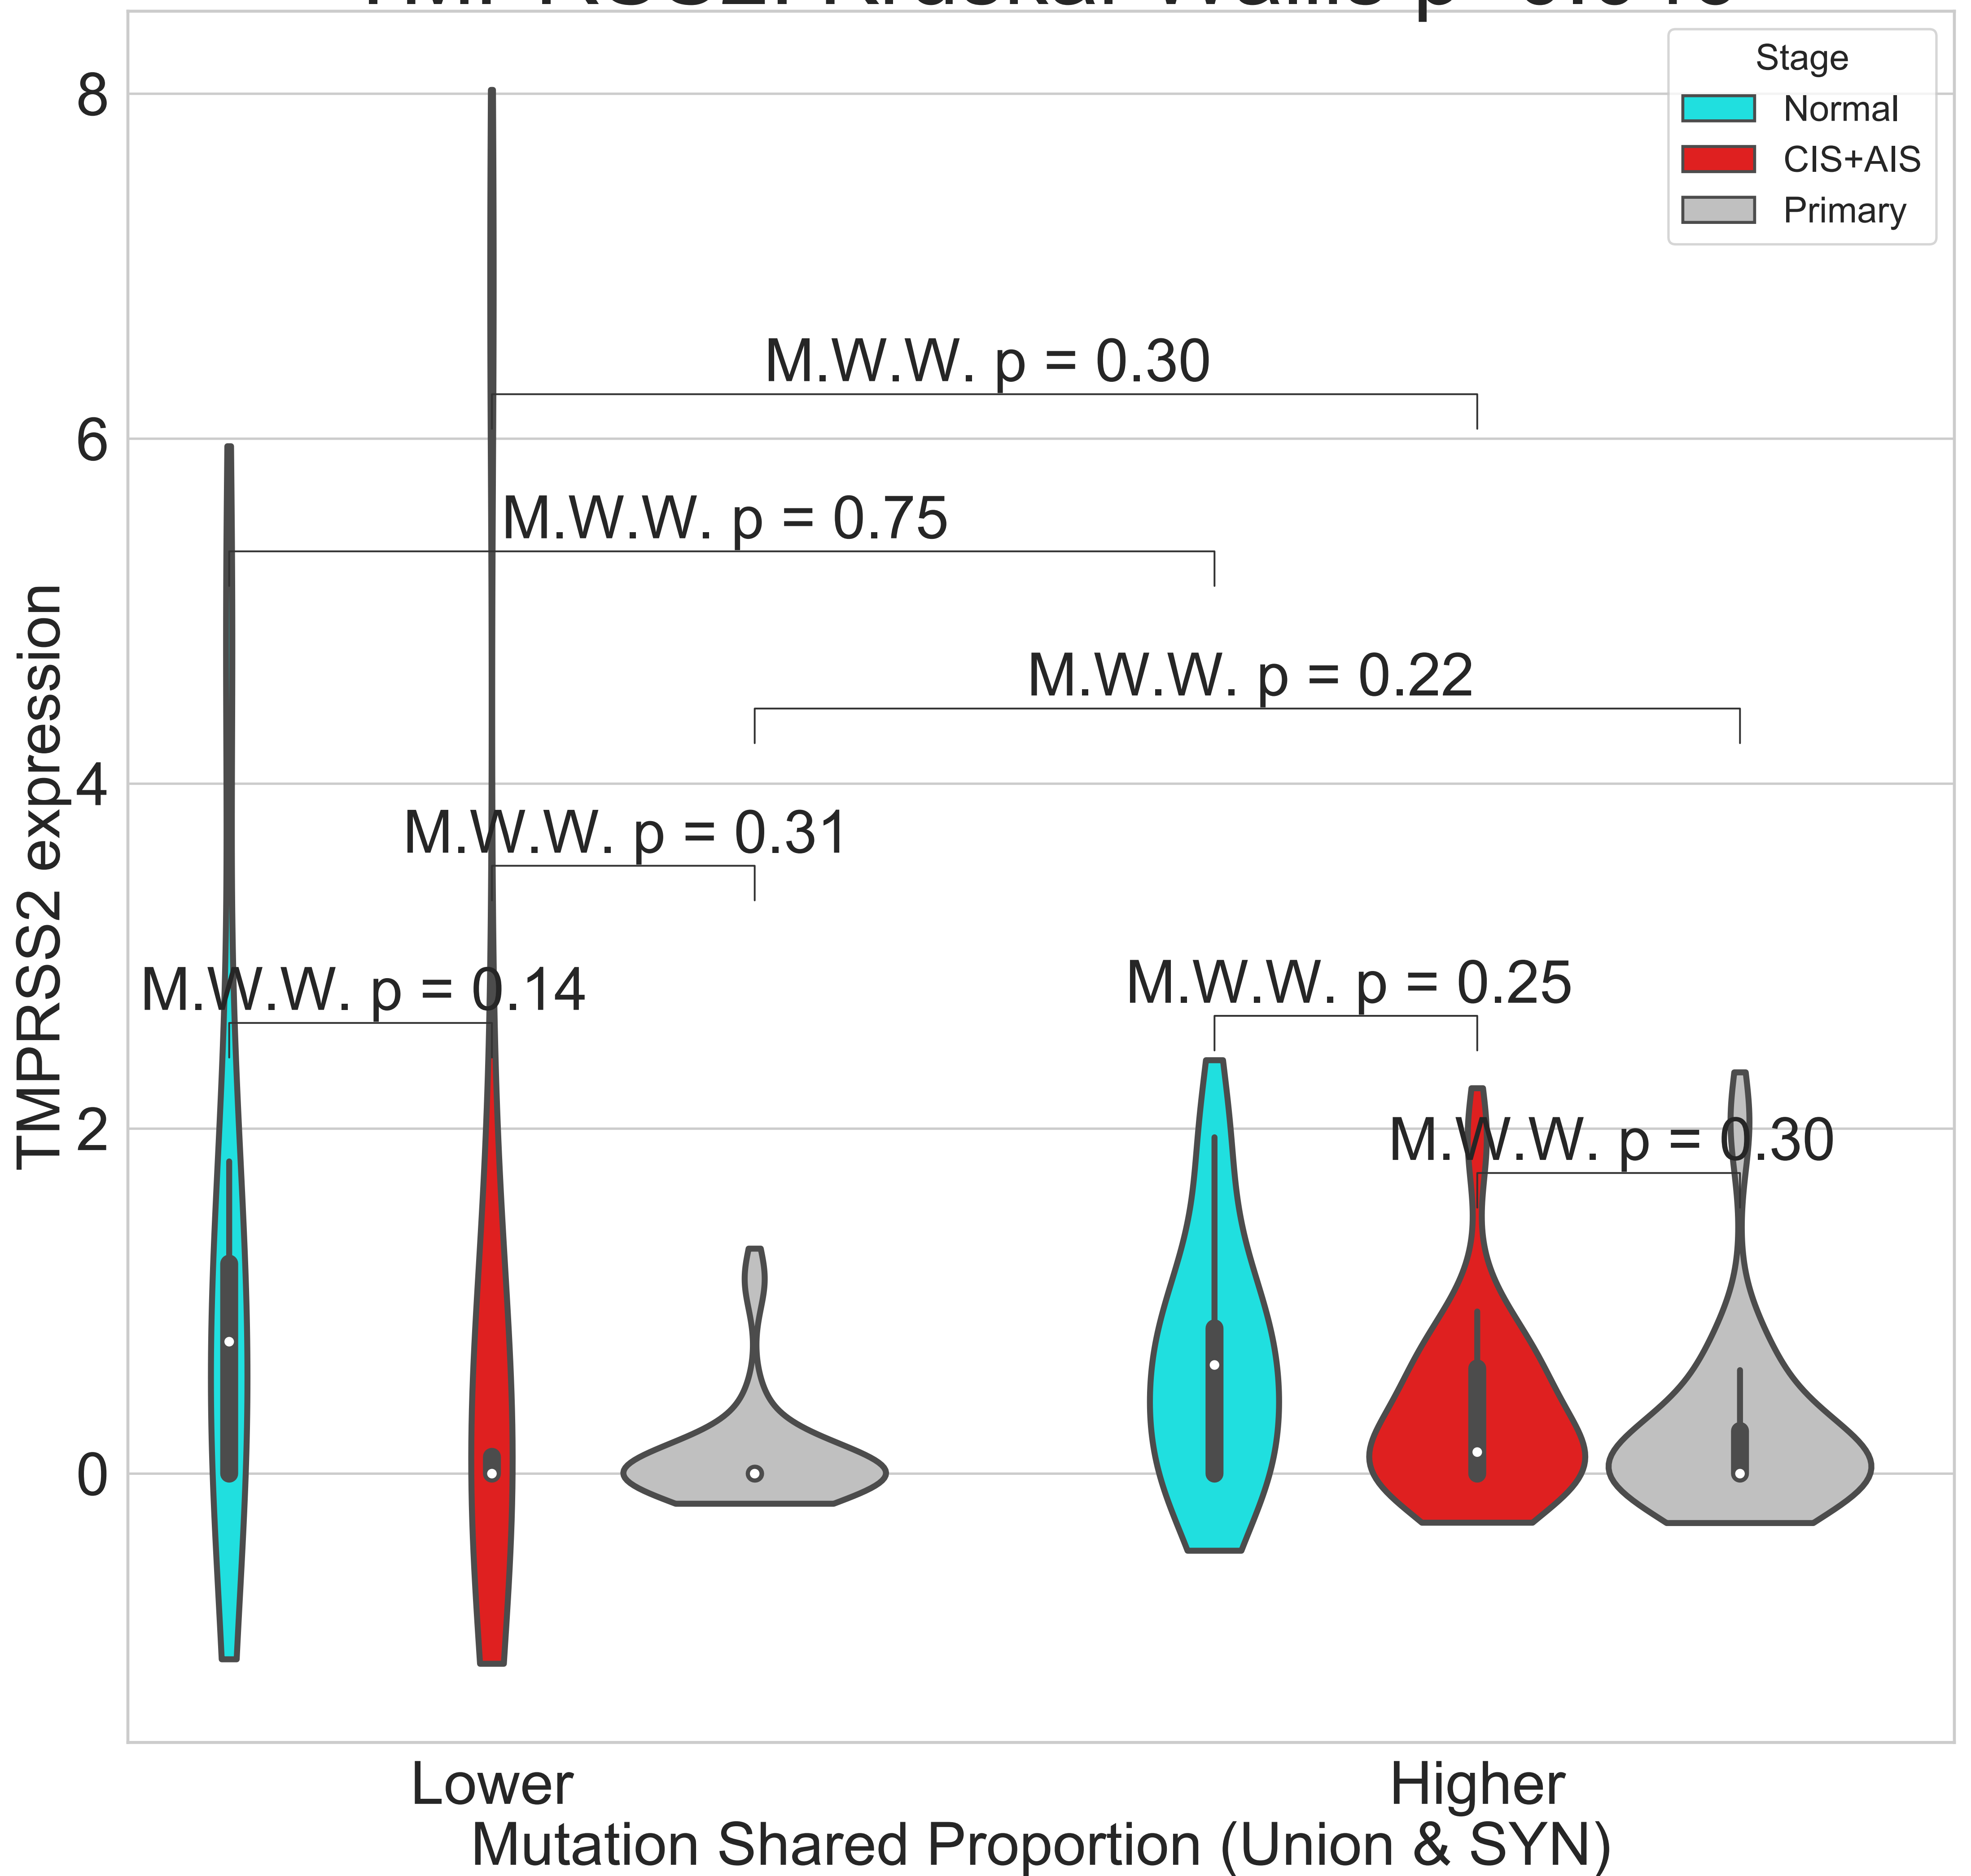 Stage
Normal
CIS+AIS
Primary
8
6
4
2
0
TMPRSS2 expression
M.W.W. p = 0.30
M.W.W. p = 0.75
M.W.W. p = 0.22
M.W.W. p = 0.31
M.W.W. p = 0.14
M.W.W. p = 0.25
M.W.W. p = 0.30
Lower
Higher
Mutation Shared Proportion (Union & SYN)